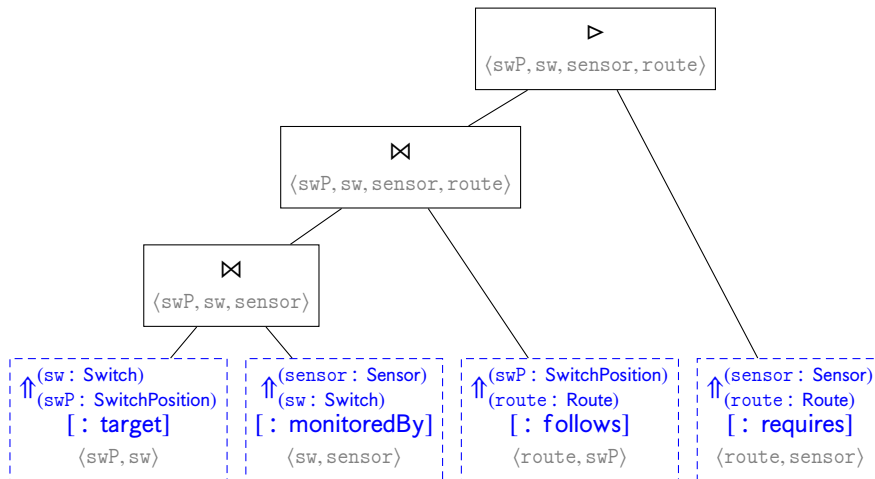 ▷
⟨swP, sw, sensor, route⟩
⋈
⟨swP, sw, sensor, route⟩
⋈
⟨swP, sw, sensor⟩
⇑(sw : Switch)
(swP : SwitchPosition)
[ : target]
⟨swP, sw⟩
⇑(sensor : Sensor)
(sw : Switch)
[ : monitoredBy]
⟨sw, sensor⟩
⇑(swP : SwitchPosition)
(route : Route)
[ : follows]
⟨route, swP⟩
⇑(sensor : Sensor)
(route : Route)
[ : requires]
⟨route, sensor⟩